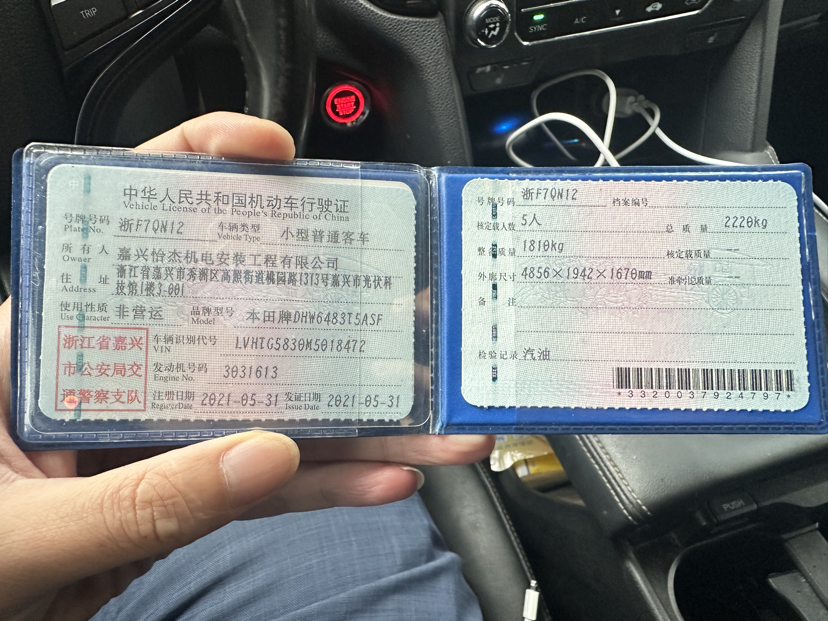 TRIP
MODE
SYNC
A/C
ENGINE
START
STOP
中华人民共和国机动车行驶证
Vehicle License of the People's Republic of China
号牌号码 浙F7QN12 车辆类型 小型普通客车
Plate No. Vehicle Type
所有人 嘉兴怡杰机电安装工程有限公司
Owner
住址 浙江省嘉兴市秀洲区高照街道桃园路1313号嘉兴市光伏科
Address 技馆1楼3-001
使用性质 非营运 品牌型号 本田牌DHW6483T5ASF
Use Character Model
浙江省嘉兴
市公安局交
通警察支队
车辆识别代号 LVHTG5830M5018472
VIN
发动机号码 3031613
Engine No.
注册日期 2021-05-31 发证日期 2021-05-31
Register Date Issue Date
号牌号码 浙F7QN12 档案编号
核定载人数 5人 总质量 2220kg
整备质量 1810kg 核定载质量 --
外廓尺寸 4856×1942×1670mm 准牵引总质量 --
备注
检验记录 汽油
*3320037924797*
PUSH